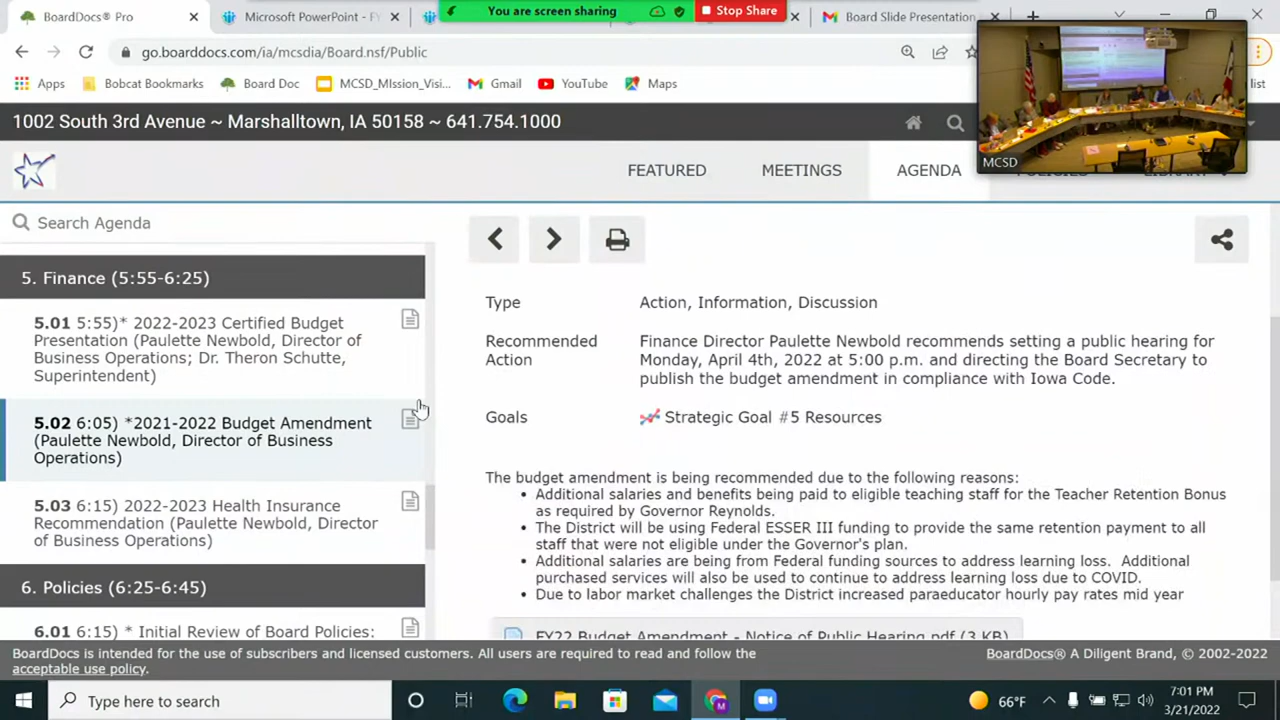 BoardDocs® Pro
Microsoft PowerPoint - F
You are screen sharing
Stop Share
Board Slide Presentation
go.boarddocs.com/ia/mcsdia/Board.nsf/Public
Apps
Bobcat Bookmarks
Board Doc
MCSD_MIssion_Visi...
Gmail
YouTube
Maps
list
1002 South 3rd Avenue ~ Marshalltown, IA 50158 ~ 641.754.1000
MCSD
FEATURED
MEETINGS
AGENDA
Search Agenda
5. Finance (5:55-6:25)
5.01 5:55)* 2022-2023 Certified Budget
Presentation (Paulette Newbold, Director of
Business Operations; Dr. Theron Schutte,
Superintendent)
5.02 6:05) *2021-2022 Budget Amendment
(Paulette Newbold, Director of Business
Operations)
5.03 6:15) 2022-2023 Health Insurance
Recommendation (Paulette Newbold, Director
of Business Operations)
6. Policies (6:25-6:45)
6.01 6:15) * Initial Review of Board Policies:
Type
Action, Information, Discussion
Recommended
Action
Finance Director Paulette Newbold recommends setting a public hearing for
Monday, April 4th, 2022 at 5:00 p.m. and directing the Board Secretary to
publish the budget amendment in compliance with Iowa Code.
Goals
Strategic Goal #5 Resources
The budget amendment is being recommended due to the following reasons:
• Additional salaries and benefits being paid to eligible teaching staff for the Teacher Retention Bonus
as required by Governor Reynolds.
• The District will be using Federal ESSER III funding to provide the same retention payment to all
staff that were not eligible under the Governor's plan.
• Additional salaries are being from Federal funding sources to address learning loss. Additional
purchased services will also be used to continue to address learning loss due to COVID.
• Due to labor market challenges the District increased paraeducator hourly pay rates mid year
FY22 Budget Amendment - Notice of Public Hearing.pdf (3 KB)
BoardDocs is intended for the use of subscribers and licensed customers. All users are required to read and follow the
acceptable use policy.
BoardDocs® A Diligent Brand, © 2002-2022
Type here to search
66°F
7:01 PM
3/21/2022